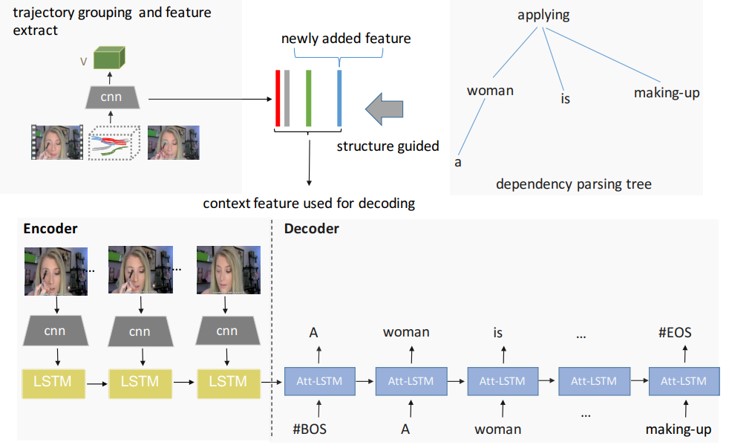 trajectory grouping and feature
extract
V
cnn
newly added feature
structure guided
context feature used for decoding
applying
woman
is
making-up
a
dependency parsing tree
Encoder
Decoder
...
...
cnn
cnn
cnn
LSTM
LSTM
LSTM
A
woman
is
...
#EOS
Att-LSTM
Att-LSTM
Att-LSTM
Att-LSTM
Att-LSTM
#BOS
A
woman
...
making-up